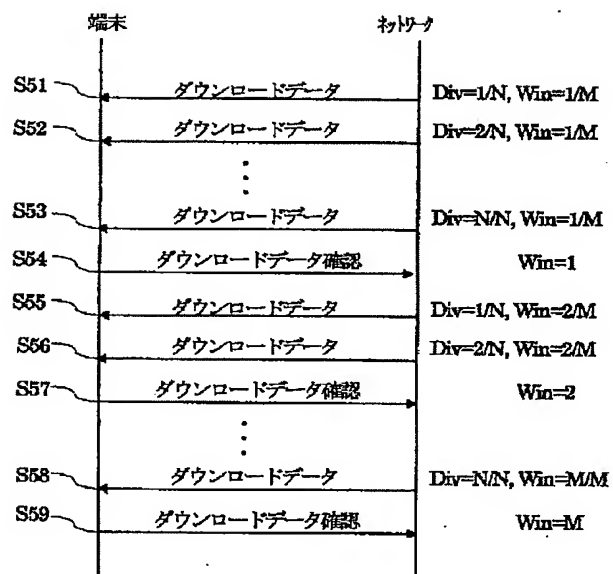 端末 ネットワーク
S51 ダウンロードデータ Div=1/N, Win=1/M
S52 ダウンロードデータ Div=2/N, Win=1/M
S53 ダウンロードデータ Div=N/N, Win=1/M
S54 ダウンロードデータ確認 Win=1
S55 ダウンロードデータ Div=1/N, Win=2/M
S56 ダウンロードデータ Div=2/N, Win=2/M
S57 ダウンロードデータ確認 Win=2
S58 ダウンロードデータ Div=N/N, Win=M/M
S59 ダウンロードデータ確認 Win=M